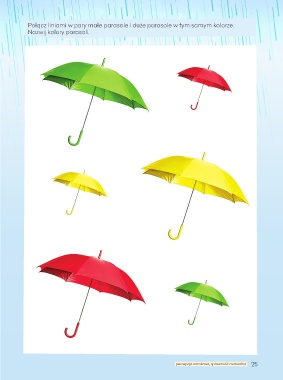 Połącz liniami w pary małe parasole i duże parasole w tym samym kolorze.
Nazwij kolory parasoli.
25